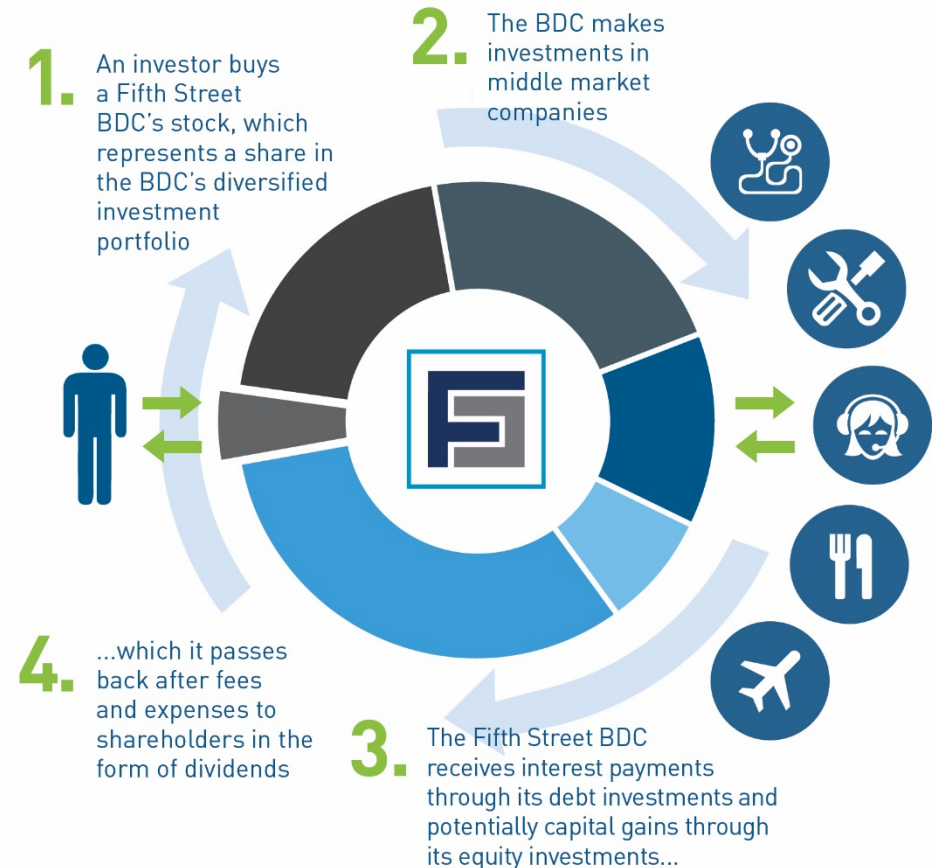 1.
An investor buys
a Fifth Street
BDC's stock, which
represents a share in
the BDC's diversified
investment
portfolio
2.
The BDC makes
investments in
middle market
companies
3.
The Fifth Street BDC
receives interest payments
through its debt investments and
potentially capital gains through
its equity investments...
4.
...which it passes
back after fees
and expenses to
shareholders in the
form of dividends